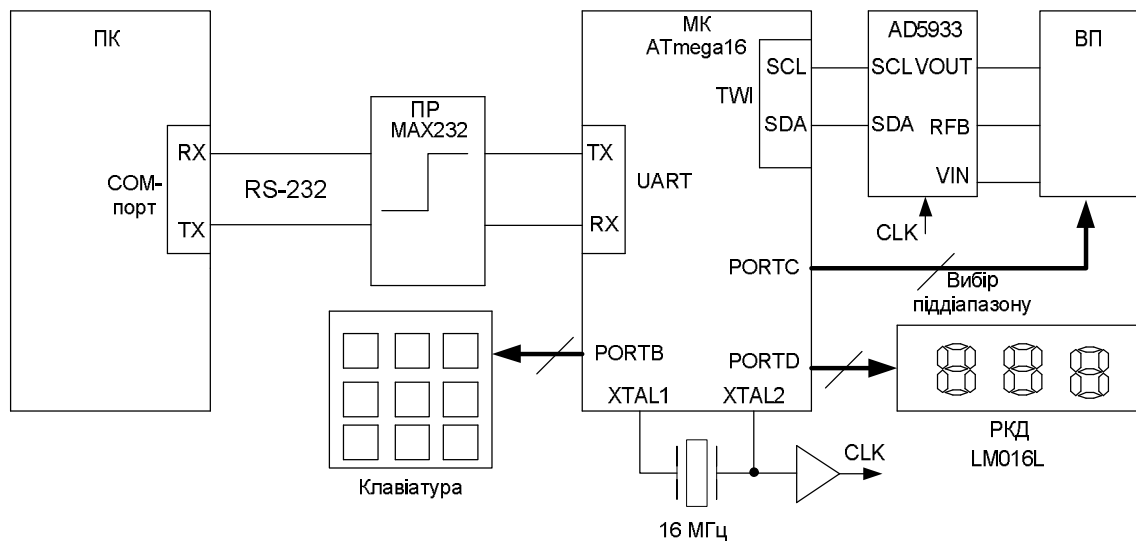 ПК
COM-
порт
RX
TX
RS-232
ПР
MAX232
МК
ATmega16
TX
RX
UART
TWI
SCL
SDA
AD5933
SCL
VOUT
SDA
RFB
VIN
CLK
ВП
PORTC
Вибір
піддіапазону
PORTB
PORTD
XTAL1
XTAL2
Клавіатура
16 МГц
CLK
РКД
LM016L